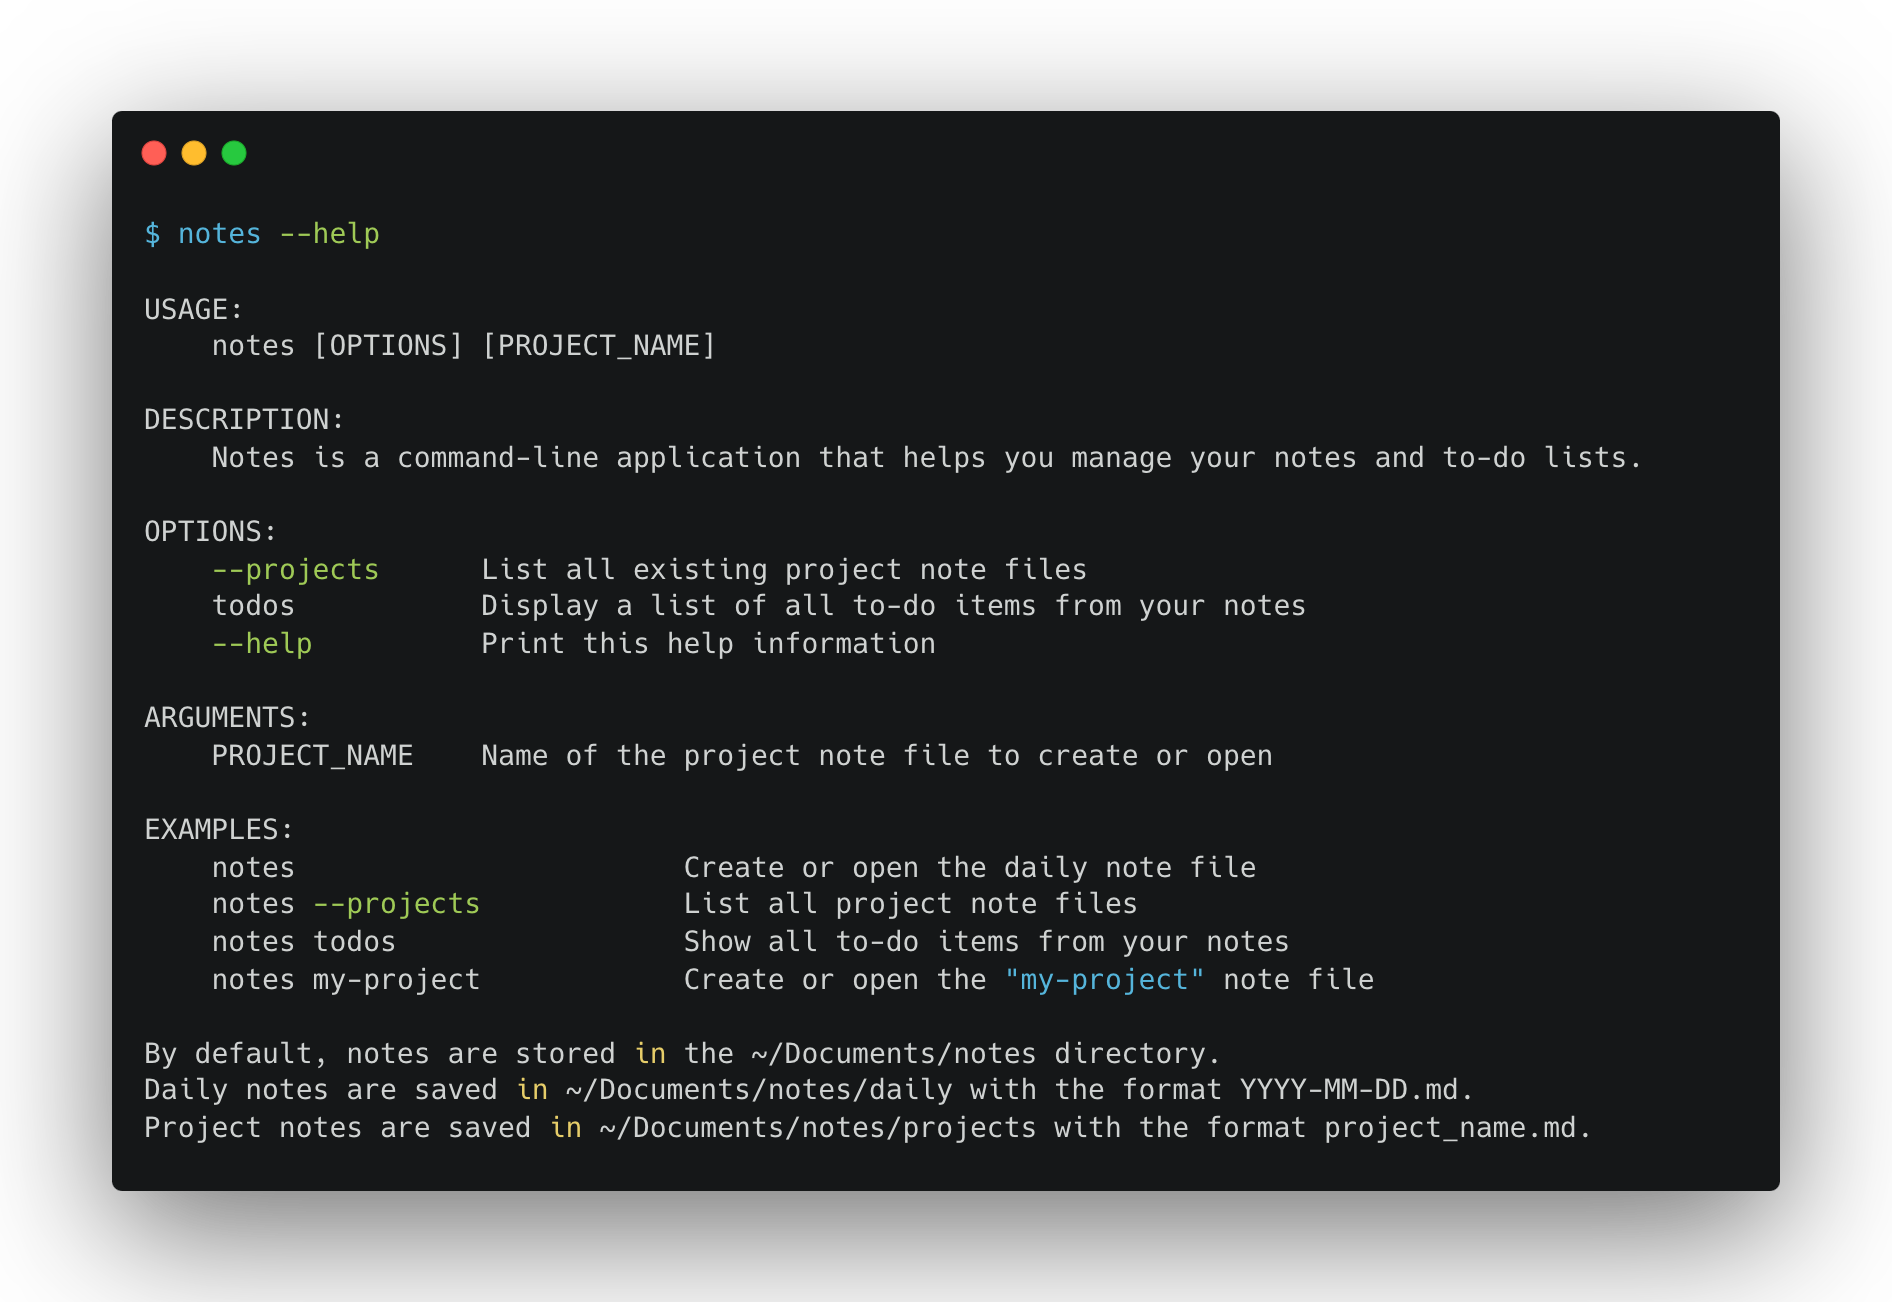 $ notes --help

USAGE:
    notes [OPTIONS] [PROJECT_NAME]

DESCRIPTION:
    Notes is a command-line application that helps you manage your notes and to-do lists.

OPTIONS:
    --projects      List all existing project note files
    todos           Display a list of all to-do items from your notes
    --help          Print this help information

ARGUMENTS:
    PROJECT_NAME    Name of the project note file to create or open

EXAMPLES:
    notes                       Create or open the daily note file
    notes --projects            List all project note files
    notes todos                 Show all to-do items from your notes
    notes my-project            Create or open the "my-project" note file

By default, notes are stored in the ~/Documents/notes directory.
Daily notes are saved in ~/Documents/notes/daily with the format YYYY-MM-DD.md.
Project notes are saved in ~/Documents/notes/projects with the format project_name.md.